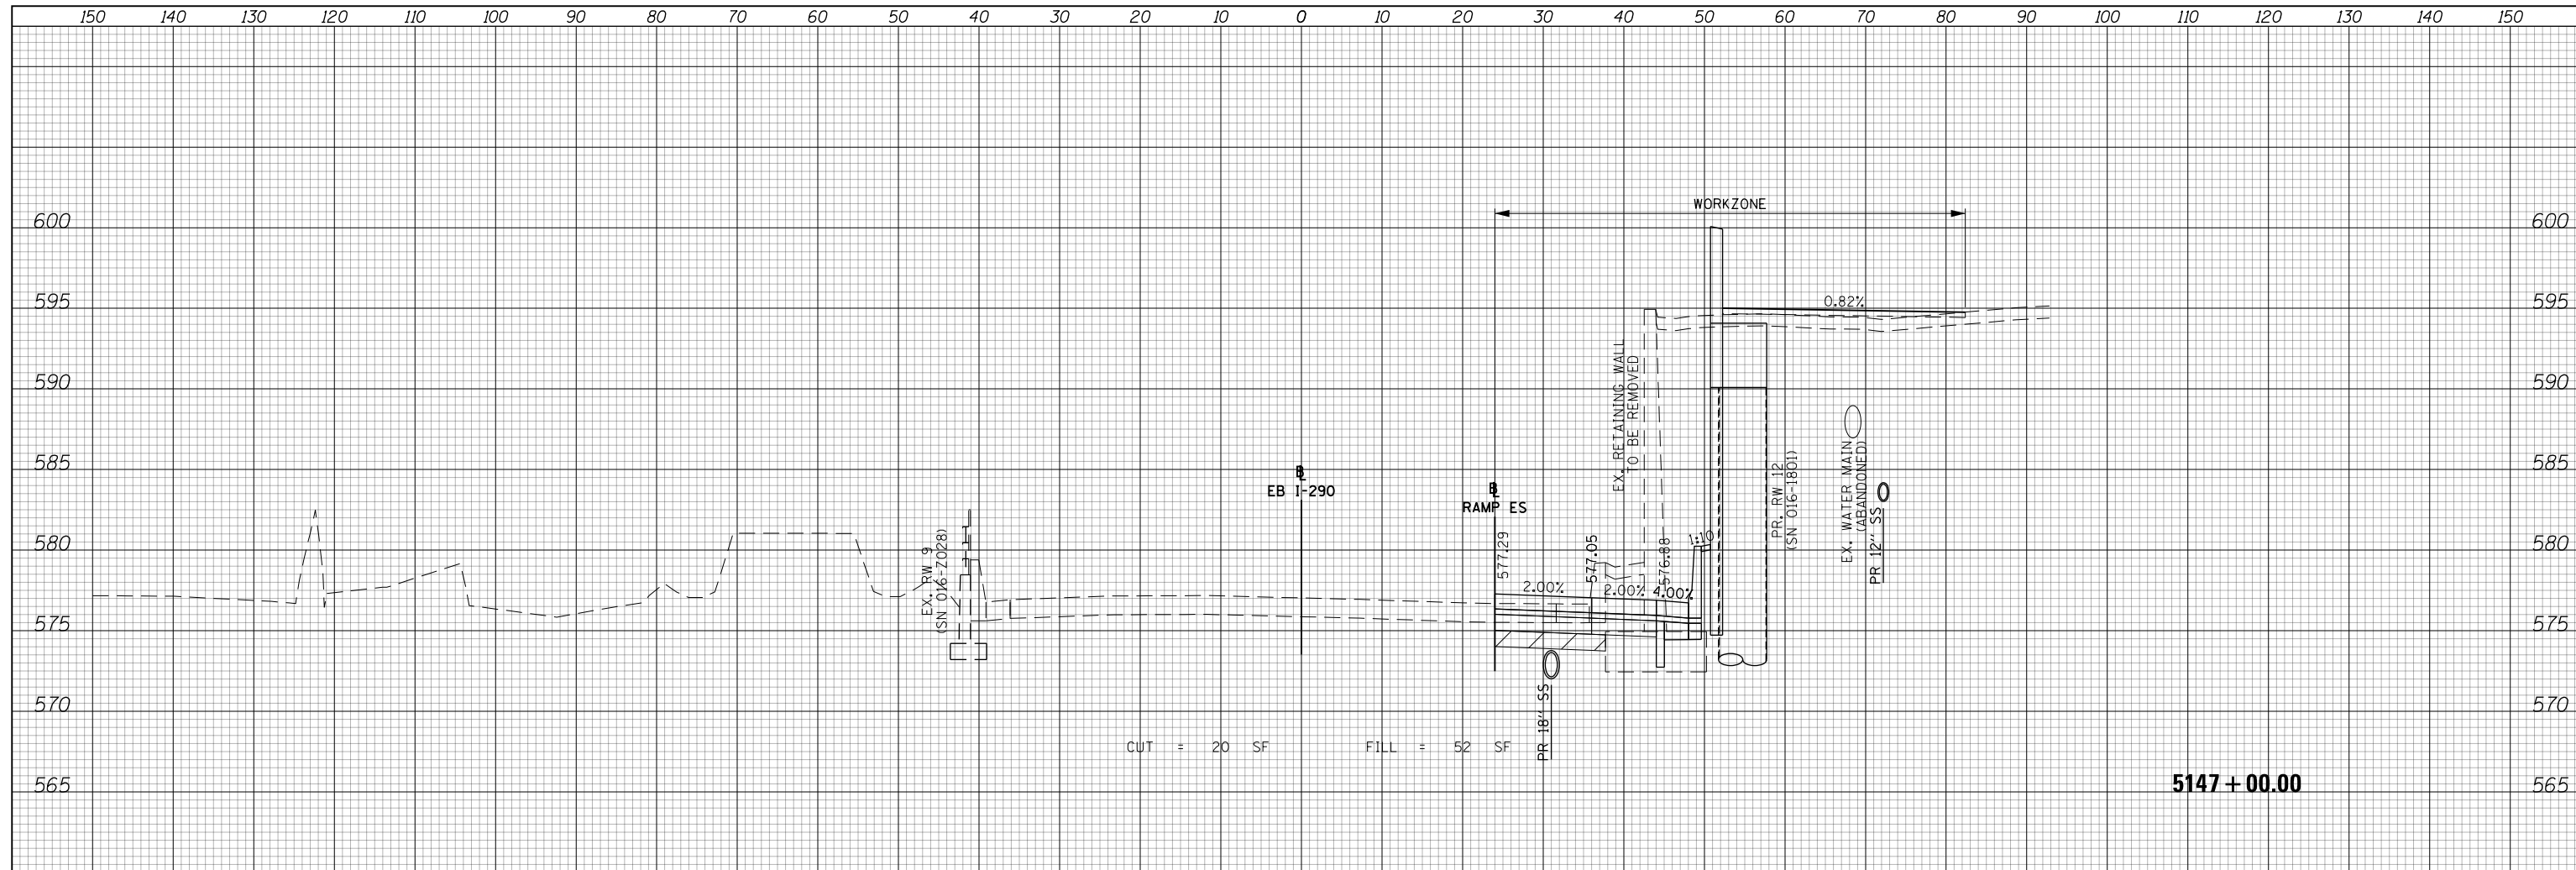 150 140 130 120 110 100 90 80 70 60 50 40 30 20 10 0 10 20 30 40 50 60 70 80 90 100 110 120 130 140 150
WORKZONE
600 600
595 0.82% 595
590 590
EX. RETAINING WALL
TO BE REMOVED
585 585
℄ EB I-290
℄ RAMP ES
PR. RW 12
(SN 016-1801)
EX. WATER MAIN
(ABANDONED)
PR 12" SS
580 580
EX. RW 9
(SN 016-Z028)
577.29
577.05
576.88
1:10
2.00% 2.00% 4.00%
575 575
570 570
PR 18" SS
CUT = 20 SF FILL = 52 SF
565 5147+00.00 565